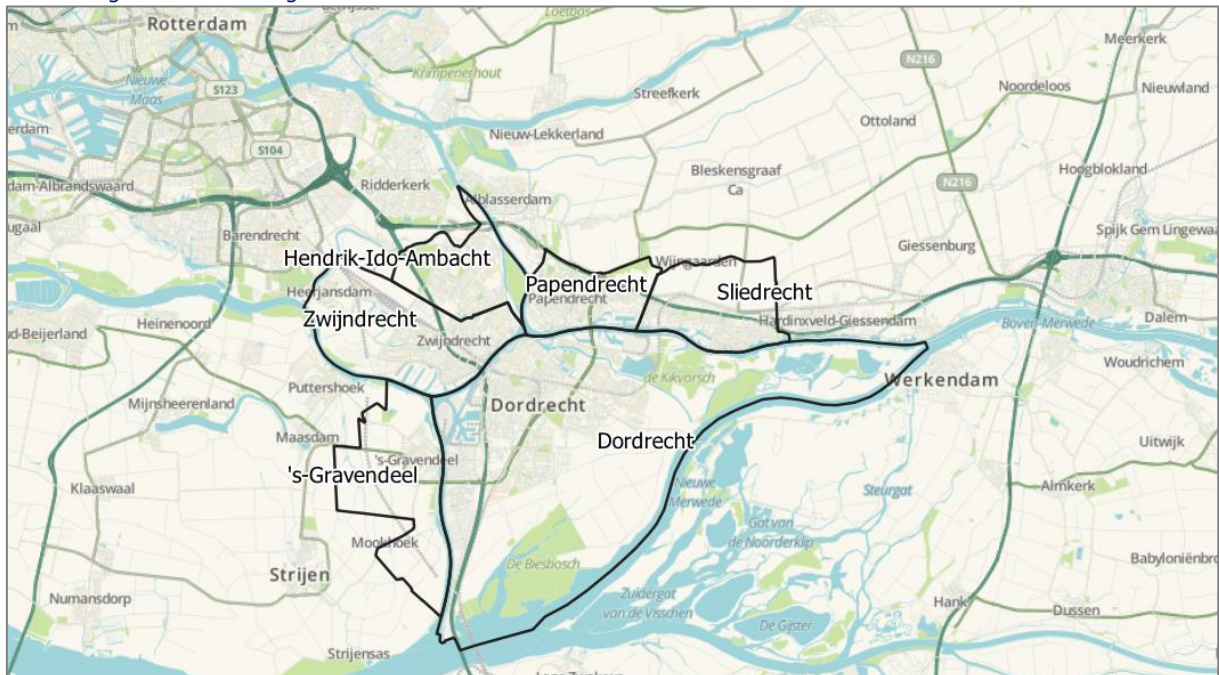 Rotterdam
Meerkerk
N216
Krimpenerhout
Nieuwe
Maas
S123
Streefkerk
Noordeloos
Nieuwland
Nieuw-Lekkerland
Ottoland
S104
Bleskensgraaf
Ca
Hoogblokland
dam-Albrandswaard
Ridderkerk
N216
Alblasserdam
Barendrecht
Spijk Gem Lingewaa
Giessenburg
Hendrik-Ido-Ambacht
Wijngaarden
Papendrecht
Sliedrecht
Heerjansdam
Papendrecht
Zwijndrecht
Hardinxveld-Giessendam
Dalem
Heinenoord
Boven-Merwede
ud-Beijerland
Zwijndrecht
Woudrichem
de Kikvorsch
Werkendam
Puttershoek
Mijnsheerenland
Dordrecht
Maasdam
Dordrecht
Uitwijk
's-Gravendeel
's-Gravendeel
Klaaswaal
Nieuwe
Merwede
Steurgat
Almkerk
Gat van
de Noorderklip
Mookhoek
De Biesbosch
Babyloniënbro
Strijen
Zuidergat
van de Visschen
Numansdorp
Hank
Dussen
De Gijster
Strijensas